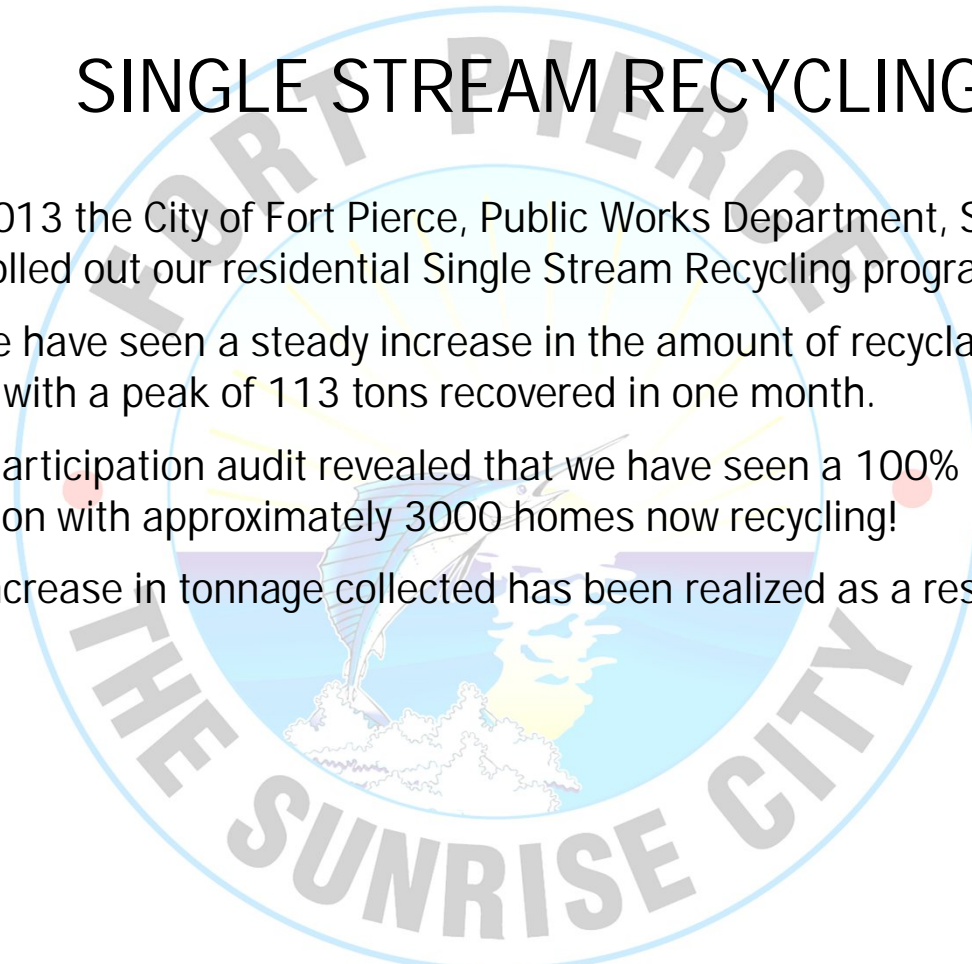 SINGLE STREAM RECYCLING
013 the City of Fort Pierce, Public Works Department, S
olled out our residential Single Stream Recycling progra
e have seen a steady increase in the amount of recycla
with a peak of 113 tons recovered in one month.
articipation audit revealed that we have seen a 100%
on with approximately 3000 homes now recycling!
crease in tonnage collected has been realized as a res
FORT PIERCE
THE SUNRISE CITY